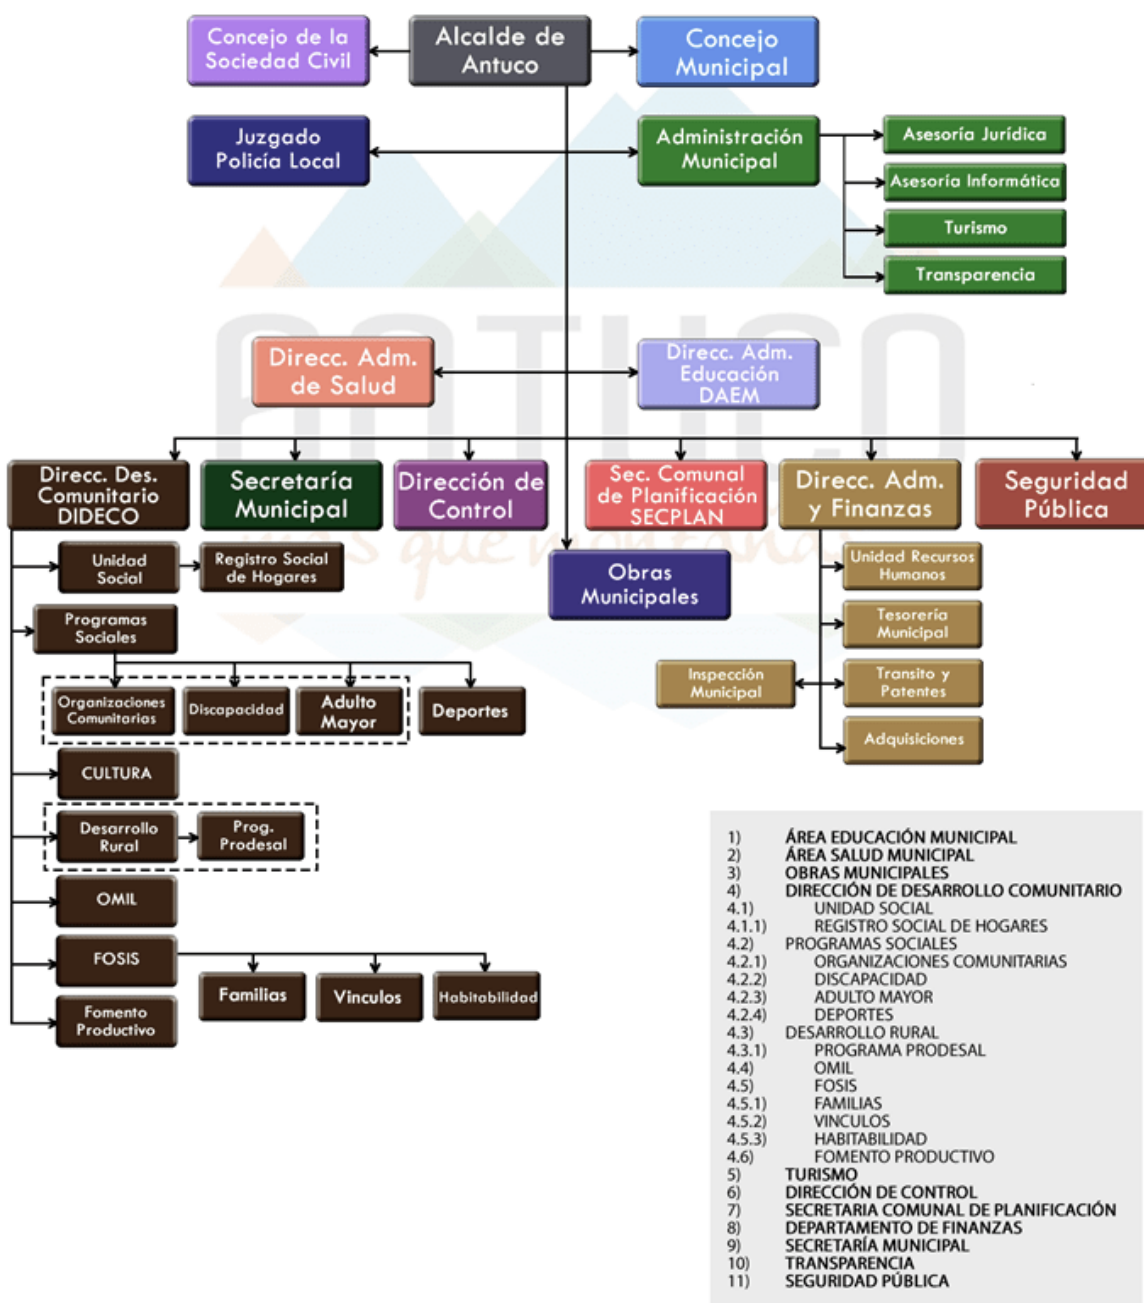 Concejo de la
Sociedad Civil
Alcalde de
Antuco
Concejo
Municipal
Juzgado
Policía Local
Administración
Municipal
Asesoría Jurídica
Asesoría Informática
Turismo
Transparencia
ANTUCO
Direcc. Adm.
de Salud
Direcc. Adm.
Educación
DAEM
Direcc. Des.
Comunitario
DIDECO
Secretaría
Municipal
Dirección de
Control
Sec. Comunal
de Planificación
SECPLAN
Direcc. Adm.
y Finanzas
Seguridad
Pública
más que montañas
Unidad
Social
Registro Social
de Hogares
Obras
Municipales
Unidad Recursos
Humanos
Programas
Sociales
Tesorería
Municipal
Organizaciones
Comunitarias
Discapacidad
Adulto
Mayor
Deportes
Inspección
Municipal
Transito y
Patentes
Adquisiciones
CULTURA
Desarrollo
Rural
Prog.
Prodesal
OMIL
FOSIS
Familias
Vinculos
Habitabilidad
Fomento
Productivo
1) ÁREA EDUCACIÓN MUNICIPAL
2) ÁREA SALUD MUNICIPAL
3) OBRAS MUNICIPALES
4) DIRECCIÓN DE DESARROLLO COMUNITARIO
4.1) UNIDAD SOCIAL
4.1.1) REGISTRO SOCIAL DE HOGARES
4.2) PROGRAMAS SOCIALES
4.2.1) ORGANIZACIONES COMUNITARIAS
4.2.2) DISCAPACIDAD
4.2.3) ADULTO MAYOR
4.2.4) DEPORTES
4.3) DESARROLLO RURAL
4.3.1) PROGRAMA PRODESAL
4.4) OMIL
4.5) FOSIS
4.5.1) FAMILIAS
4.5.2) VINCULOS
4.5.3) HABITABILIDAD
4.6) FOMENTO PRODUCTIVO
5) TURISMO
6) DIRECCIÓN DE CONTROL
7) SECRETARIA COMUNAL DE PLANIFICACIÓN
8) DEPARTAMENTO DE FINANZAS
9) SECRETARÍA MUNICIPAL
10) TRANSPARENCIA
11) SEGURIDAD PÚBLICA